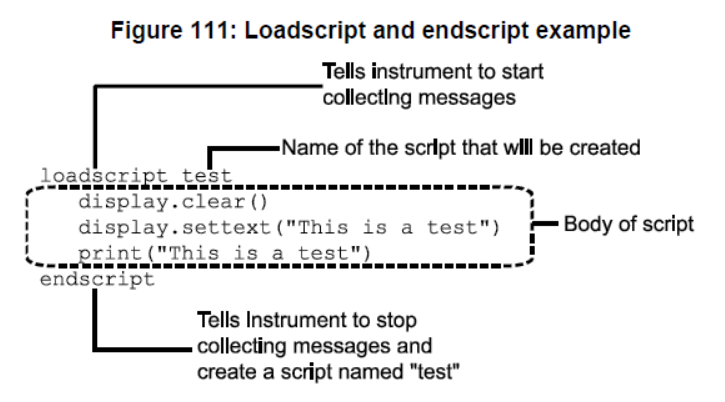 Figure 111: Loadscript and endscript example
Tells instrument to start
collecting messages
Name of the script that will be created
loadscript test
display.clear()
display.settext("This is a test")
print("This is a test")
endscript
Body of script
Tells Instrument to stop
collecting messages and
create a script named "test"